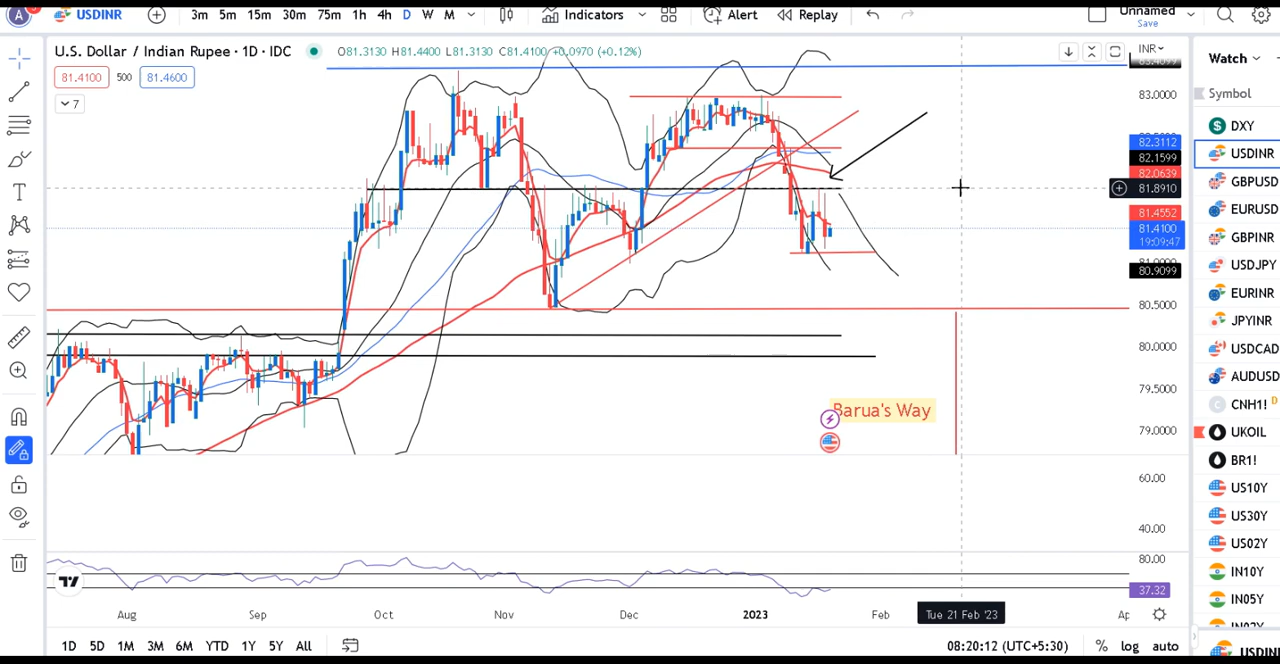 A USDINR 3m 5m 15m 30m 75m 1h 4h D W M Indicators Alert Replay Unnamed
Save
U.S. Dollar / Indian Rupee · 1D · IDC O81.3130 H81.4400 L81.3130 C81.4100 +0.0970 (+0.12%)
INR
Watch
81.4100 500 81.4600
7
83.0000
82.3112
82.1599
82.0639
81.8910
81.4552
81.4100
19:09:47
80.9099
80.5000
80.0000
79.5000
79.0000
60.00
40.00
80.00
37.32
Barua's Way
Symbol
DXY
USDINR
GBPUSD
EURUSD
GBPINR
USDJPY
EURINR
JPYINR
USDCAD
AUDUSD
CNH1! D
UKOIL
BR1!
US10Y
US30Y
US02Y
IN10Y
IN05Y
USDINR
Aug Sep Oct Nov Dec 2023 Feb Tue 21 Feb '23
1D 5D 1M 3M 6M YTD 1Y 5Y All 08:20:12 (UTC+5:30) % log auto